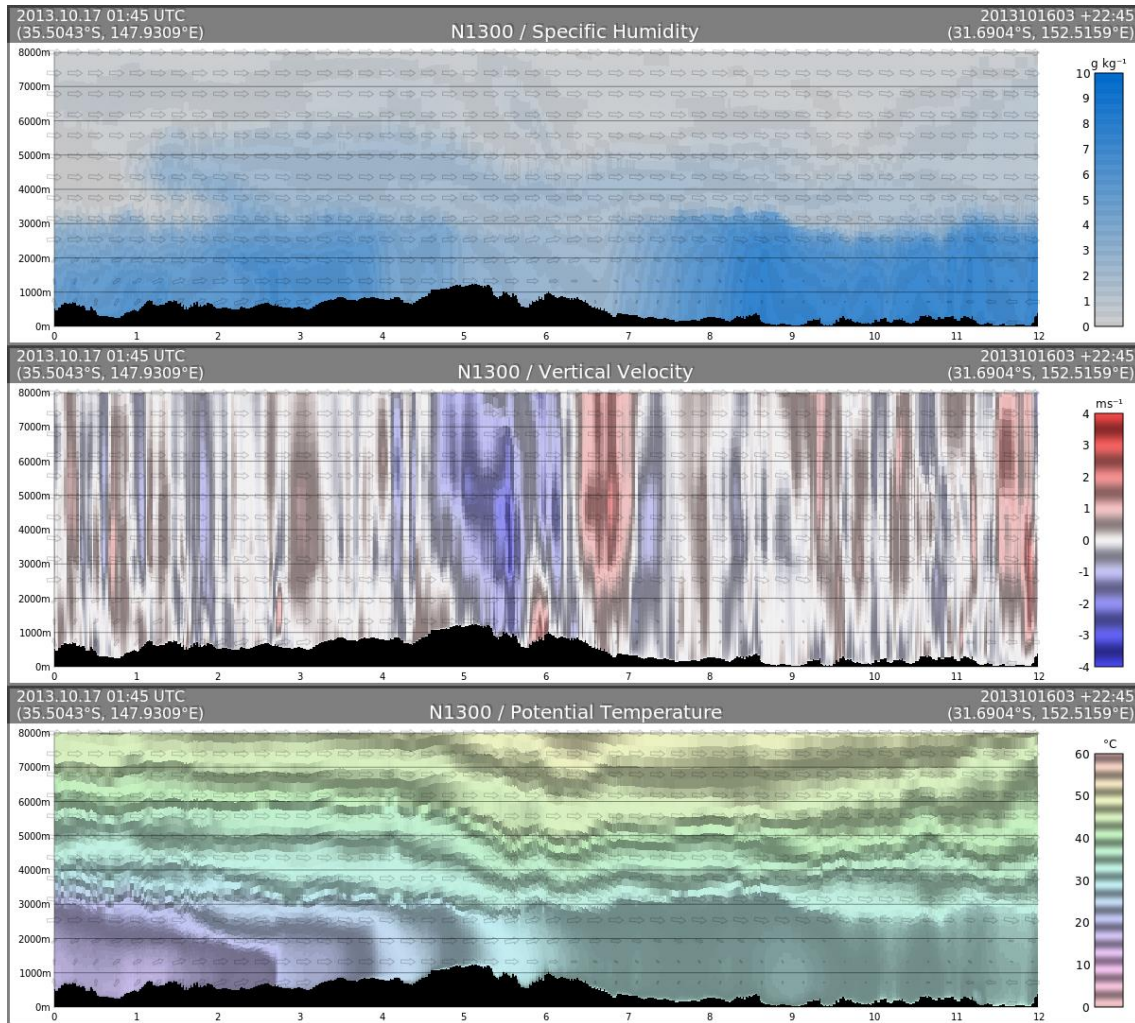 2013.10.17 01:45 UTC
(35.5043°S, 147.9309°E)
N1300 / Specific Humidity
2013101603 +22:45
(31.6904°S, 152.5159°E)
8000m
7000m
6000m
5000m
4000m
3000m
2000m
1000m
0m
0 1 2 3 4 5 6 7 8 9 10 11 12
g kg⁻¹
10
9
8
7
6
5
4
3
2
1
0
2013.10.17 01:45 UTC
(35.5043°S, 147.9309°E)
N1300 / Vertical Velocity
2013101603 +22:45
(31.6904°S, 152.5159°E)
8000m
7000m
6000m
5000m
4000m
3000m
2000m
1000m
0m
0 1 2 3 4 5 6 7 8 9 10 11 12
ms⁻¹
4
3
2
1
0
-1
-2
-3
-4
2013.10.17 01:45 UTC
(35.5043°S, 147.9309°E)
N1300 / Potential Temperature
2013101603 +22:45
(31.6904°S, 152.5159°E)
8000m
7000m
6000m
5000m
4000m
3000m
2000m
1000m
0m
0 1 2 3 4 5 6 7 8 9 10 11 12
°C
60
50
40
30
20
10
0